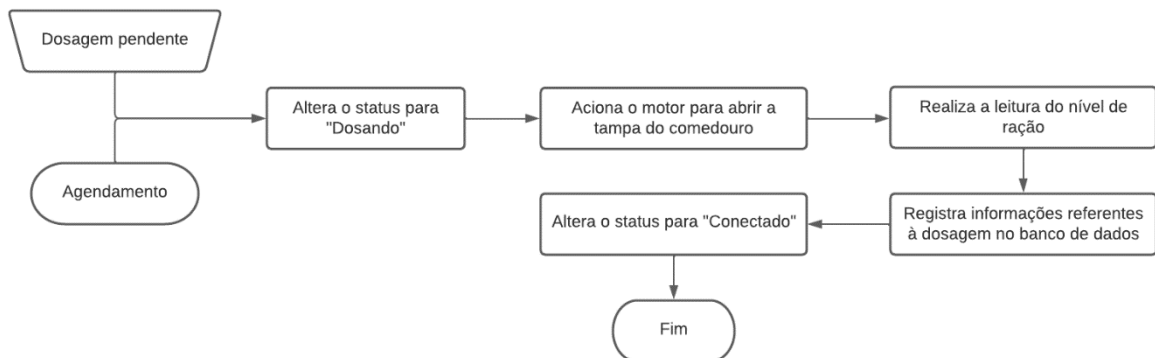 Dosagem pendente
Altera o status para
"Dosando"
Aciona o motor para abrir a
tampa do comedouro
Realiza a leitura do nível de
ração
Agendamento
Altera o status para "Conectado"
Registra informações referentes
à dosagem no banco de dados
Fim